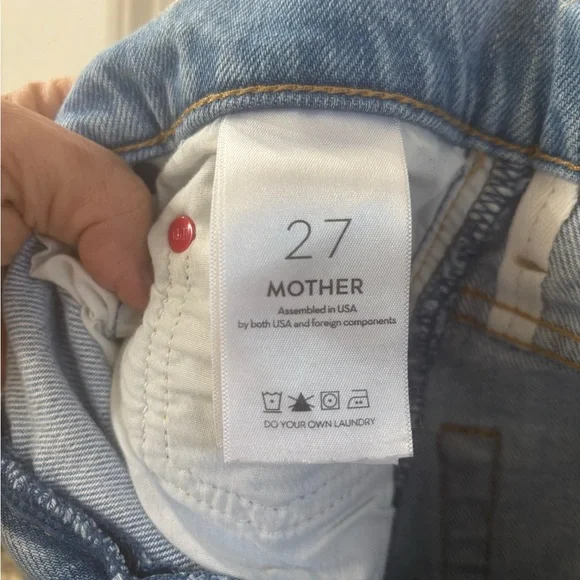 27
MOTHER
Assembled in USA
by both USA and foreign components
DO YOUR OWN LAUNDRY